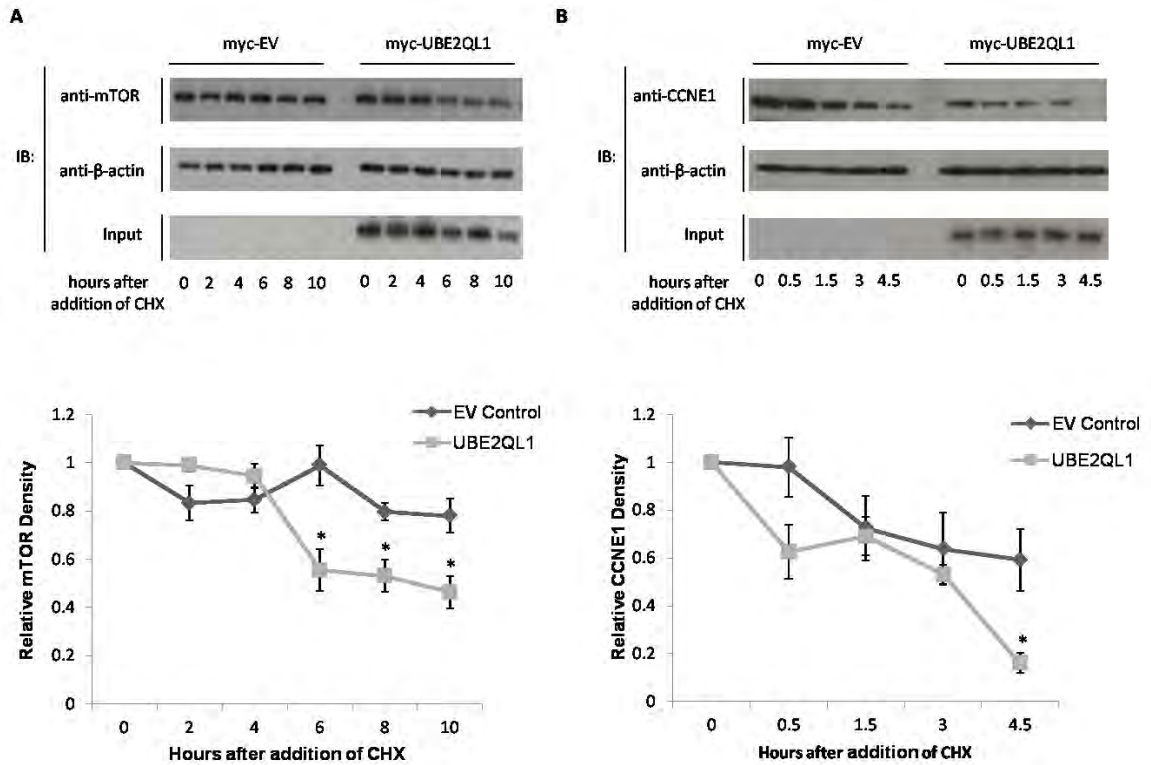 A
myc-EV myc-UBE2QL1
anti-mTOR
IB:
anti-β-actin
Input
hours after
addition of CHX
0 2 4 6 8 10 0 2 4 6 8 10
1.2
1
0.8
0.6
0.4
0.2
0
Relative mTOR Density
EV Control
UBE2QL1
* * *
0 2 4 6 8 10
Hours after addition of CHX
B
myc-EV myc-UBE2QL1
anti-CCNE1
IB:
anti-β-actin
Input
hours after
addition of CHX
0 0.5 1.5 3 4.5 0 0.5 1.5 3 4.5
1.2
1
0.8
0.6
0.4
0.2
0
Relative CCNE1 Density
EV Control
UBE2QL1
*
0 0.5 1.5 3 4.5
Hours after addition of CHX